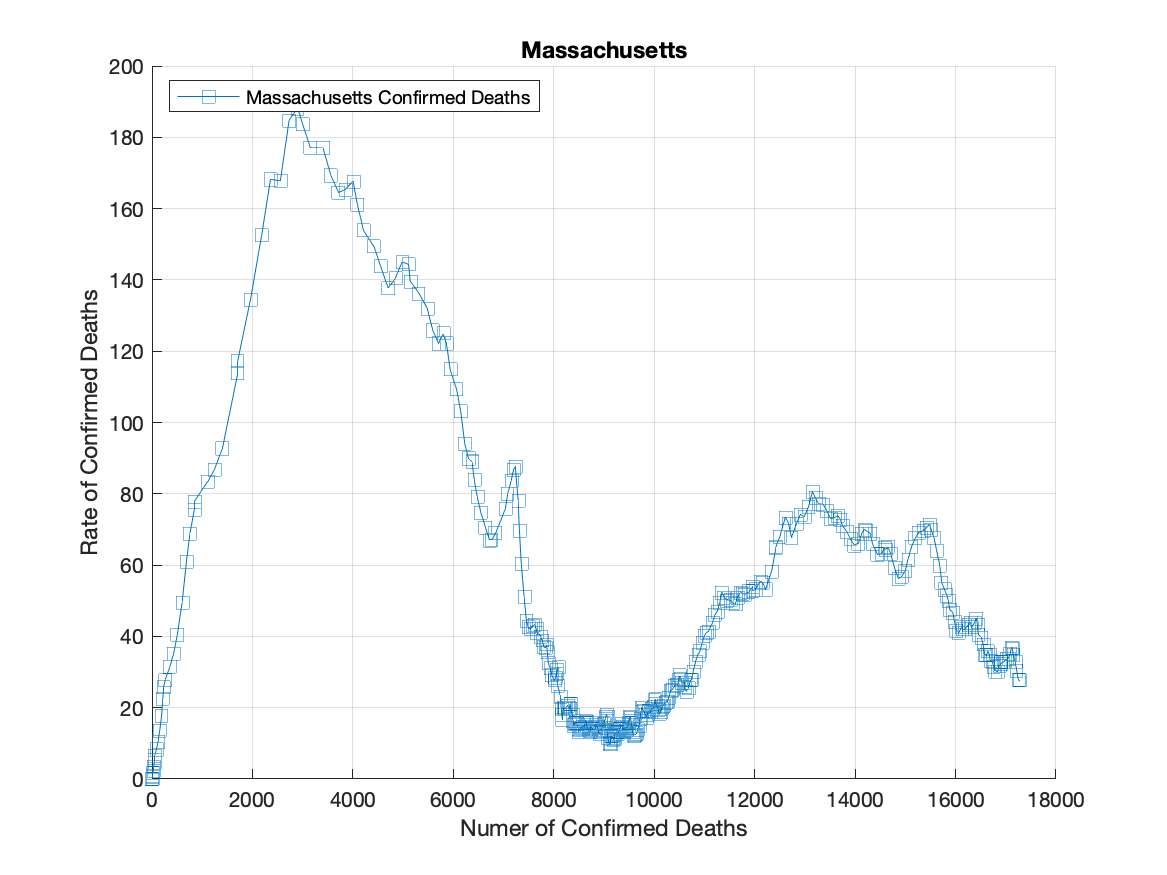 Massachusetts
Massachusetts Confirmed Deaths
200
180
160
140
120
100
80
60
40
20
0
Rate of Confirmed Deaths
0 2000 4000 6000 8000 10000 12000 14000 16000 18000
Numer of Confirmed Deaths